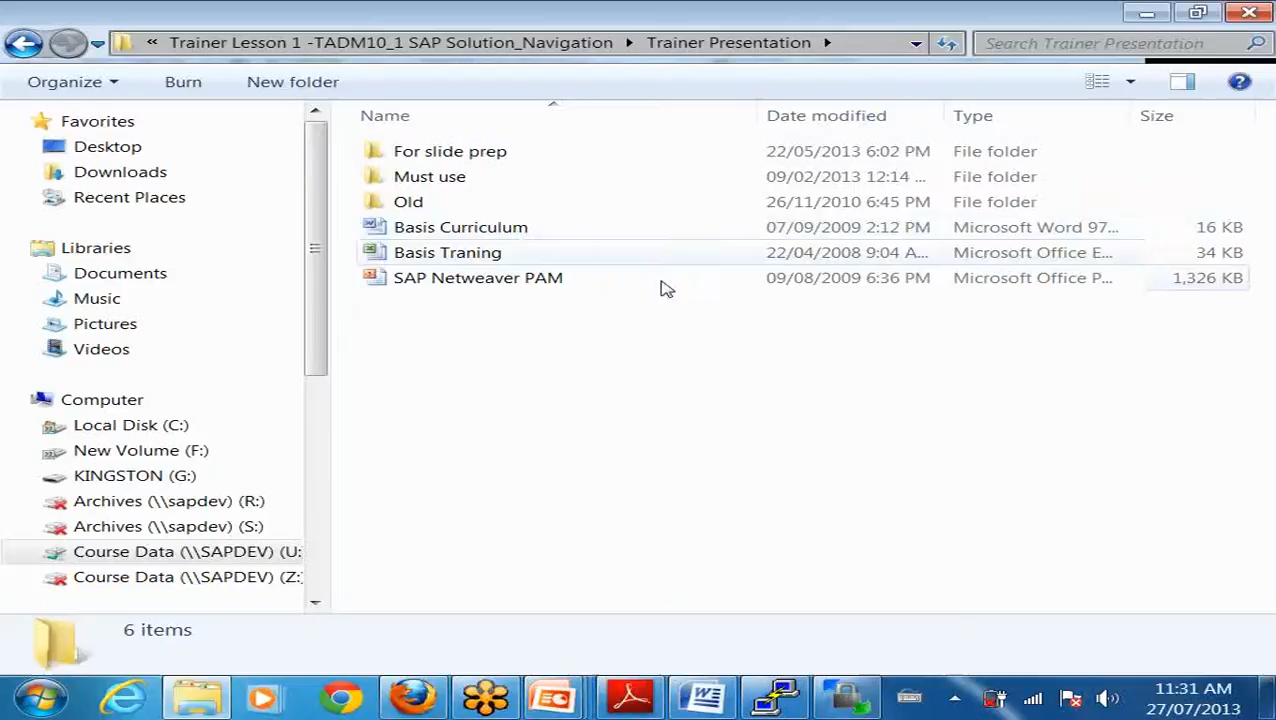 « Trainer Lesson 1 -TADM10_1 SAP Solution_Navigation Trainer Presentation Search Trainer Presentation
Organize Burn New folder
Name Date modified Type Size
Favorites
Desktop
Downloads
Recent Places
Libraries
Documents
Music
Pictures
Videos
Computer
Local Disk (C:)
New Volume (F:)
KINGSTON (G:)
Archives (\\sapdev) (R:)
Archives (\\sapdev) (S:)
Course Data (\\SAPDEV) (U:
Course Data (\\SAPDEV) (Z:
For slide prep 22/05/2013 6:02 PM File folder
Must use 09/02/2013 12:14 ... File folder
Old 26/11/2010 6:45 PM File folder
Basis Curriculum 07/09/2009 2:12 PM Microsoft Word 97... 16 KB
Basis Traning 22/04/2008 9:04 A... Microsoft Office E... 34 KB
SAP Netweaver PAM 09/08/2009 6:36 PM Microsoft Office P... 1,326 KB
6 items
11:31 AM
27/07/2013